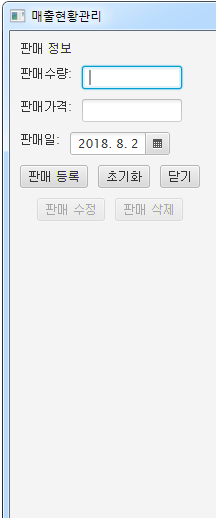 매출현황관리
판매 정보
판매수량:
판매가격:
판매일: 2018. 8. 2
판매 등록 초기화 닫기
판매 수정 판매 삭제